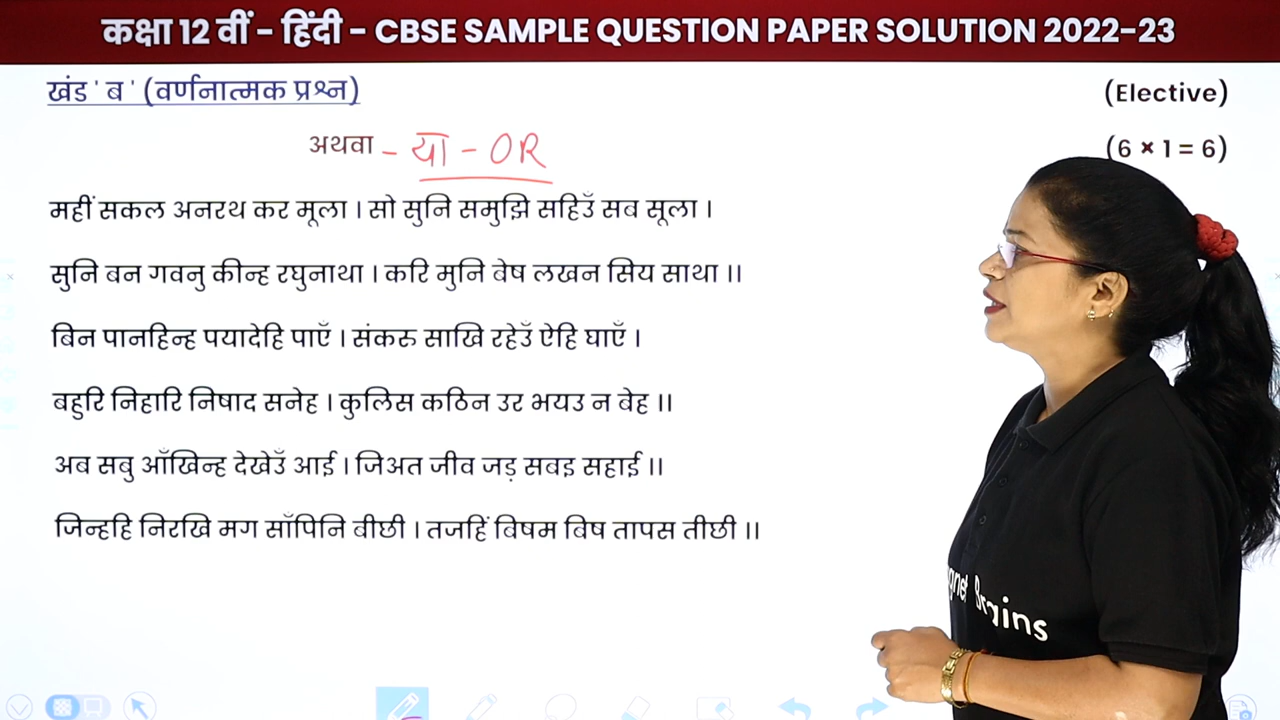 कक्षा 12 वीं – हिंदी – CBSE SAMPLE QUESTION PAPER SOLUTION 2022-23
खंड ' ब ' (वर्णनात्मक प्रश्न) (Elective)
अथवा – या – OR (6 × 1 = 6)
महीं सकल अनरथ कर मूला । सो सुनि समुझि सहिउँ सब सूला ।
सुनि बन गवनु कीन्ह रघुनाथा । करि मुनि बेष लखन सिय साथा ।।
बिन पानहिन्ह पयादेहि पाएँ । संकरु साखि रहेउँ ऐहि घाएँ ।
बहुरि निहारि निषाद सनेह । कुलिस कठिन उर भयउ न बेह ।।
अब सबु आँखिन्ह देखेउँ आई । जिअत जीव जड़ सबइ सहाई ।।
जिन्हहि निरखि मग साँपिनि बीछी । तजहिं बिषम बिष तापस तीछी ।।
Brains